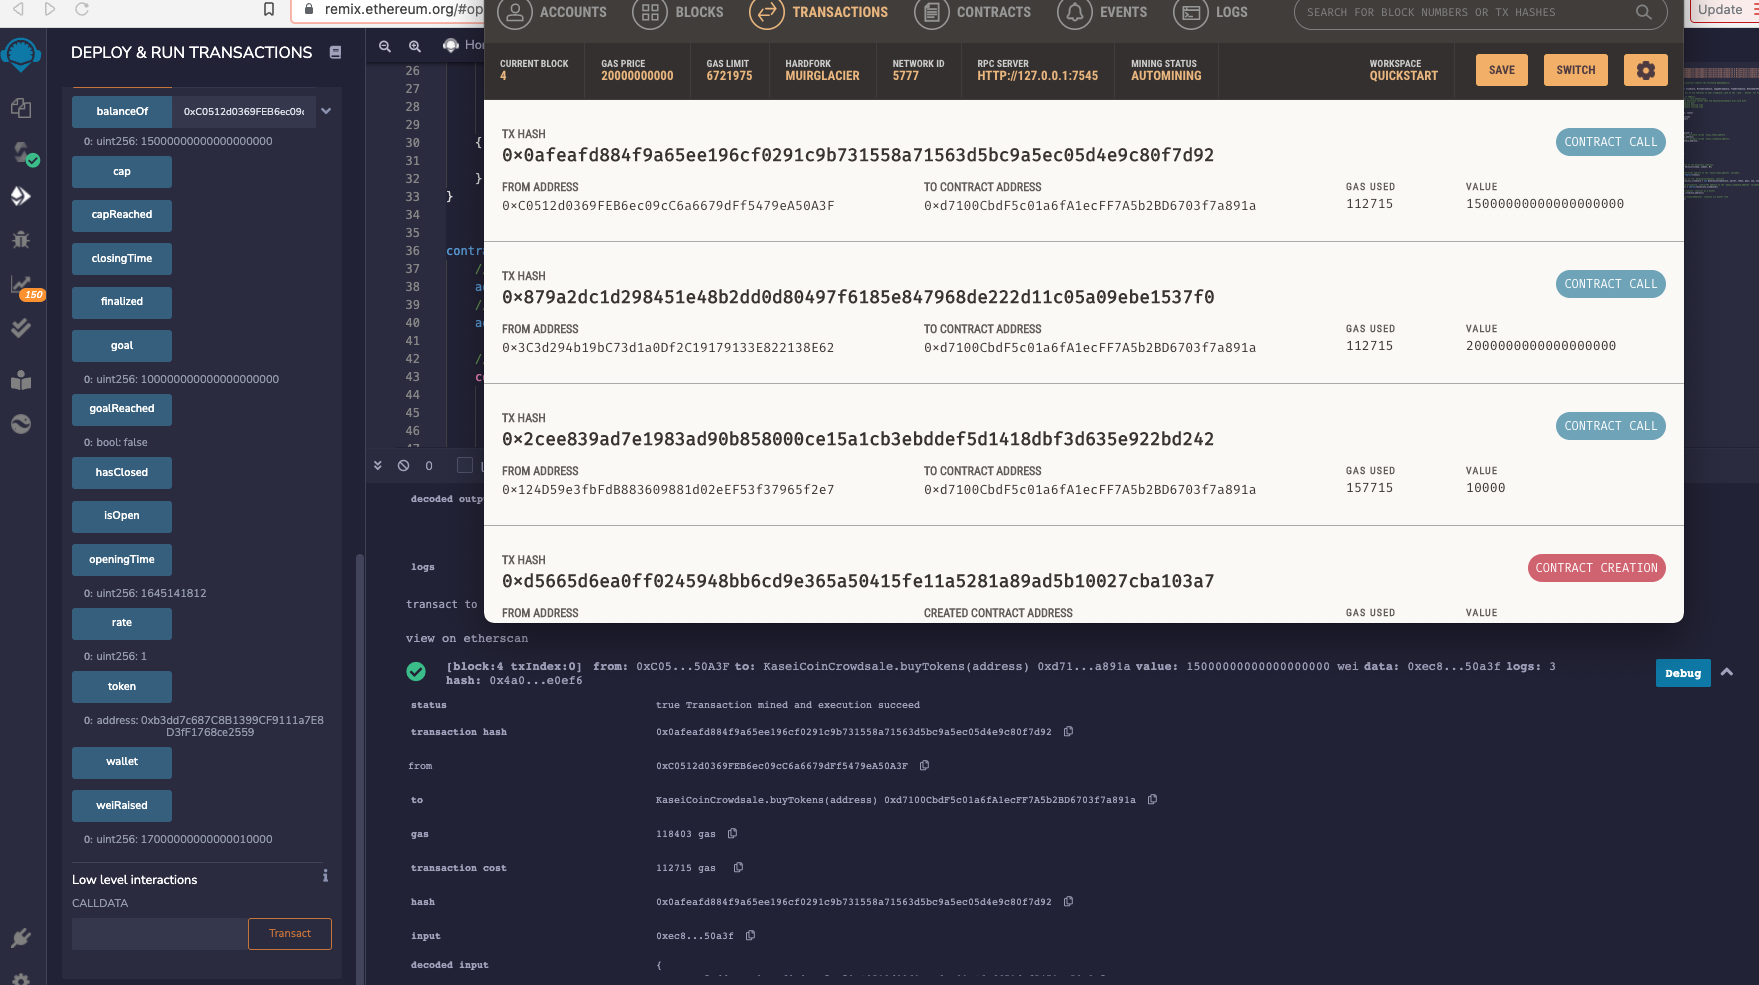 remix.ethereum.org/#op
Update
DEPLOY & RUN TRANSACTIONS
150
balanceOf
0xC0512d0369FEB6ec09c
0: uint256: 15000000000000000000
cap
capReached
closingTime
finalized
goal
0: uint256: 100000000000000000000
goalReached
0: bool: false
hasClosed
isOpen
openingTime
0: uint256: 1645141812
rate
0: uint256: 1
token
0: address: 0xb3dd7c687C8B1399CF9111a7E8
D3fF1768ce2559
wallet
weiRaised
0: uint256: 17000000000000010000
Low level interactions
CALLDATA
Transact
Ho
26
27
28
29
30 {
31
32 }
33 }
34
35
36 contr
37 //
38 a
39 //
40 a
41
42 //
43 c
44
45
46
ACCOUNTS
BLOCKS
TRANSACTIONS
CONTRACTS
EVENTS
LOGS
SEARCH FOR BLOCK NUMBERS OR TX HASHES
CURRENT BLOCK
4
GAS PRICE
20000000000
GAS LIMIT
6721975
HARDFORK
MUIRGLACIER
NETWORK ID
5777
RPC SERVER
HTTP://127.0.0.1:7545
MINING STATUS
AUTOMINING
WORKSPACE
QUICKSTART
SAVE
SWITCH
TX HASH
0×0afeafd884f9a65ee196cf0291c9b731558a71563d5bc9a5ec05d4e9c80f7d92
CONTRACT CALL
FROM ADDRESS
0×C0512d0369FEB6ec09cC6a6679dFf5479eA50A3F
TO CONTRACT ADDRESS
0×d7100CbdF5c01a6fA1ecFF7A5b2BD6703f7a891a
GAS USED
112715
VALUE
15000000000000000000
TX HASH
0×879a2dc1d298451e48b2dd0d80497f6185e847968de222d11c05a09ebe1537f0
CONTRACT CALL
FROM ADDRESS
0×3C3d294b19bC73d1a0Df2C19179133E822138E62
TO CONTRACT ADDRESS
0×d7100CbdF5c01a6fA1ecFF7A5b2BD6703f7a891a
GAS USED
112715
VALUE
2000000000000000000
TX HASH
0×2cee839ad7e1983ad90b858000ce15a1cb3ebddef5d1418dbf3d635e922bd242
CONTRACT CALL
FROM ADDRESS
0×124D59e3fbFdB883609881d02eEF53f37965f2e7
TO CONTRACT ADDRESS
0×d7100CbdF5c01a6fA1ecFF7A5b2BD6703f7a891a
GAS USED
157715
VALUE
10000
TX HASH
0×d5665d6ea0ff0245948bb6cd9e365a50415fe11a5281a89ad5b10027cba103a7
CONTRACT CREATION
FROM ADDRESS
CREATED CONTRACT ADDRESS
GAS USED
VALUE
0
decoded outp
logs
transact to
view on etherscan
[block:4 txIndex:0] from: 0xC05...50A3F to: KaseiCoinCrowdsale.buyTokens(address) 0xd71...a891a value: 15000000000000000000 wei data: 0xec8...50a3f logs: 3
hash: 0x4a0...e0ef6
Debug
status true Transaction mined and execution succeed
transaction hash 0x0afeafd884f9a65ee196cf0291c9b731558a71563d5bc9a5ec05d4e9c80f7d92
from 0xC0512d0369FEB6ec09cC6a6679dFf5479eA50A3F
to KaseiCoinCrowdsale.buyTokens(address) 0xd7100CbdF5c01a6fA1ecFF7A5b2BD6703f7a891a
gas 118403 gas
transaction cost 112715 gas
hash 0x0afeafd884f9a65ee196cf0291c9b731558a71563d5bc9a5ec05d4e9c80f7d92
input 0xec8...50a3f
decoded input {